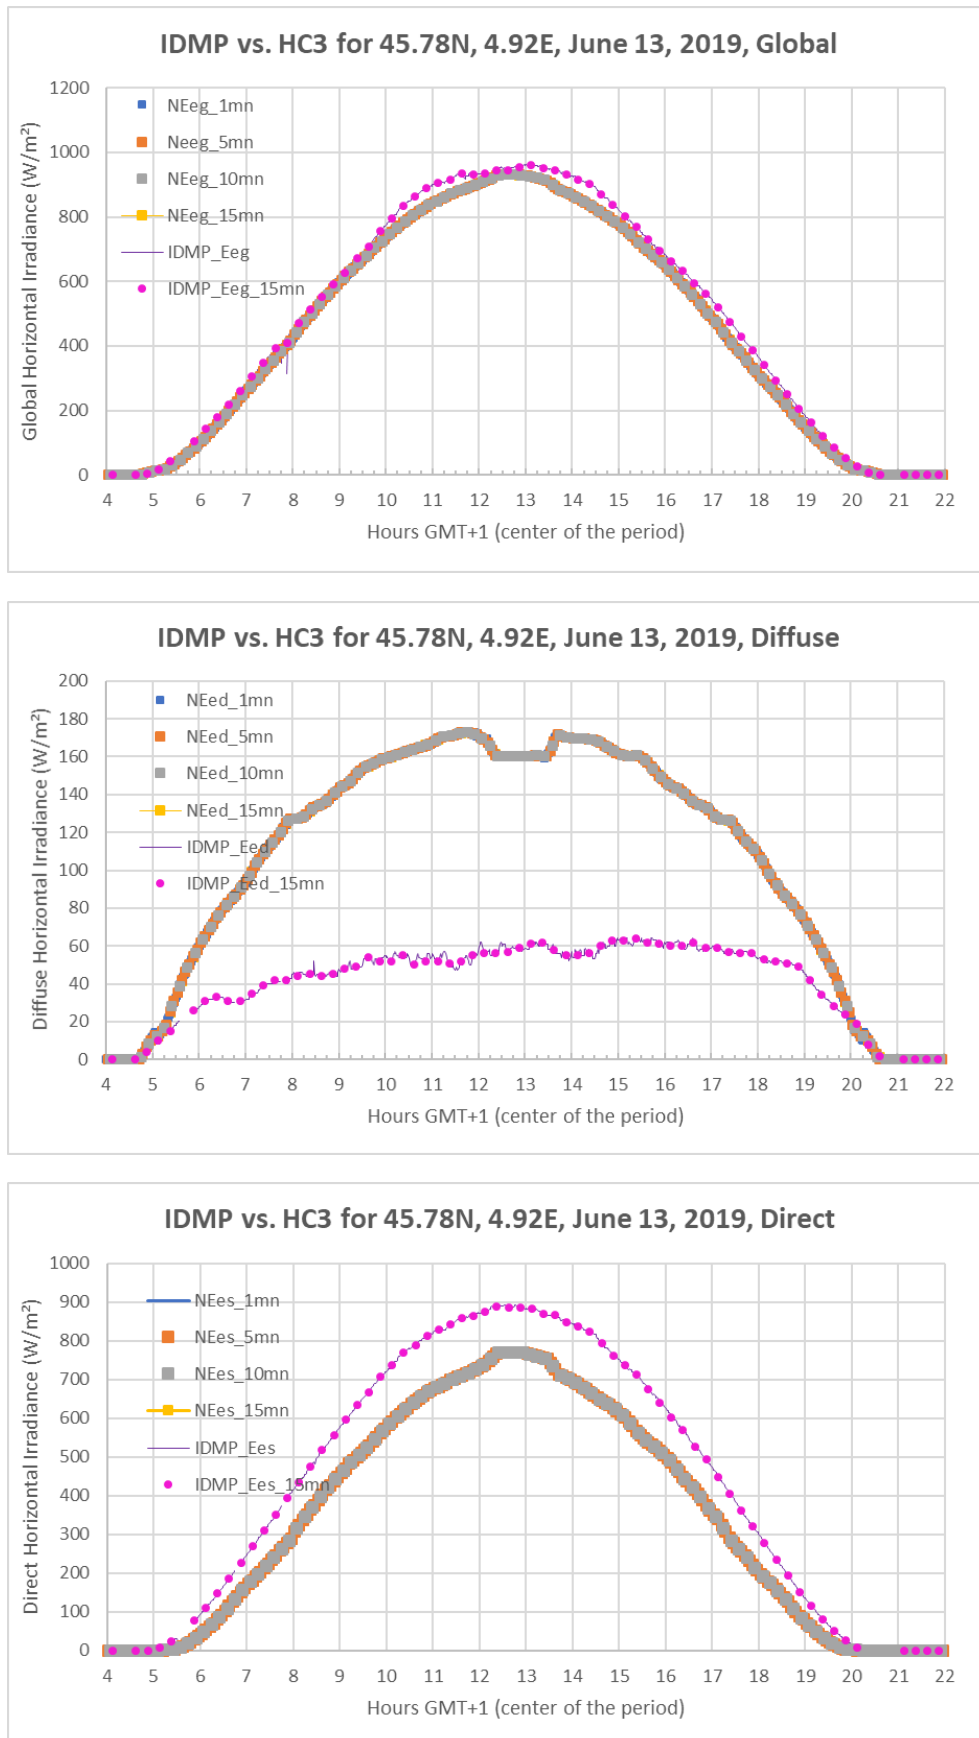 IDMP vs. HC3 for 45.78N, 4.92E, June 13, 2019, Global
Global Horizontal Irradiance (W/m²)
1200
1000
800
600
400
200
0
NEeg_1mn
Neeg_5mn
NEeg_10mn
NEeg_15mn
IDMP_Eeg
IDMP_Eeg_15mn
4 5 6 7 8 9 10 11 12 13 14 15 16 17 18 19 20 21 22
Hours GMT+1 (center of the period)
IDMP vs. HC3 for 45.78N, 4.92E, June 13, 2019, Diffuse
Diffuse Horizontal Irradiance (W/m²)
200
180
160
140
120
100
80
60
40
20
0
NEed_1mn
NEed_5mn
NEed_10mn
NEed_15mn
IDMP_Eed
IDMP_Eed_15mn
4 5 6 7 8 9 10 11 12 13 14 15 16 17 18 19 20 21 22
Hours GMT+1 (center of the period)
IDMP vs. HC3 for 45.78N, 4.92E, June 13, 2019, Direct
Direct Horizontal Irradiance (W/m²)
1000
900
800
700
600
500
400
300
200
100
0
NEes_1mn
NEes_5mn
NEes_10mn
NEes_15mn
IDMP_Ees
IDMP_Ees_15mn
4 5 6 7 8 9 10 11 12 13 14 15 16 17 18 19 20 21 22
Hours GMT+1 (center of the period)